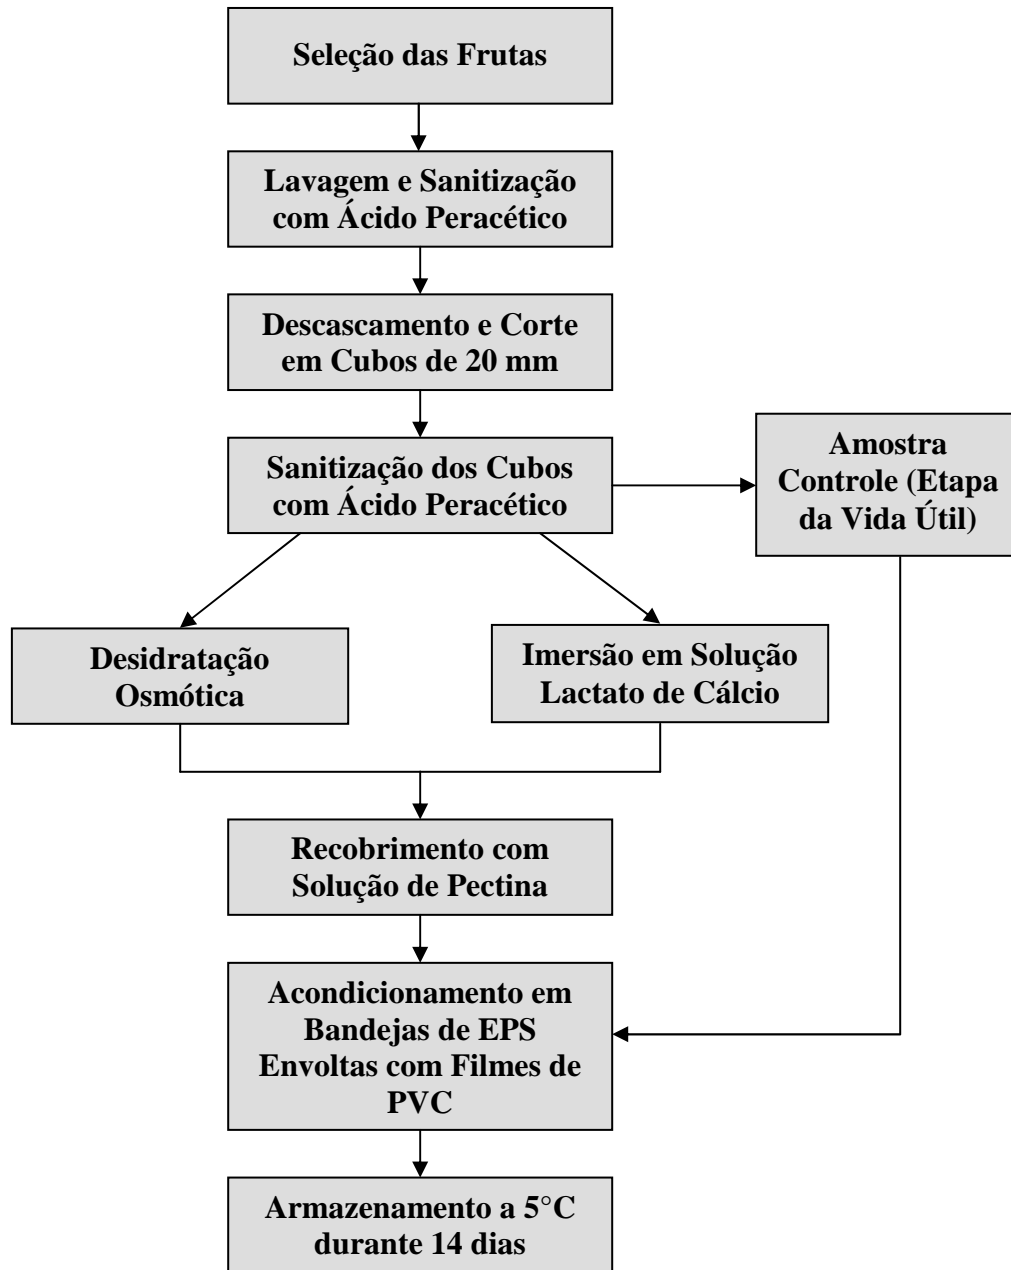 Seleção das Frutas
Lavagem e Sanitização
com Ácido Peracético
Descascamento e Corte
em Cubos de 20 mm
Sanitização dos Cubos
com Ácido Peracético
Amostra
Controle (Etapa
da Vida Útil)
Desidratação
Osmótica
Imersão em Solução
Lactato de Cálcio
Recobrimento com
Solução de Pectina
Acondicionamento em
Bandejas de EPS
Envoltas com Filmes de
PVC
Armazenamento a 5°C
durante 14 dias